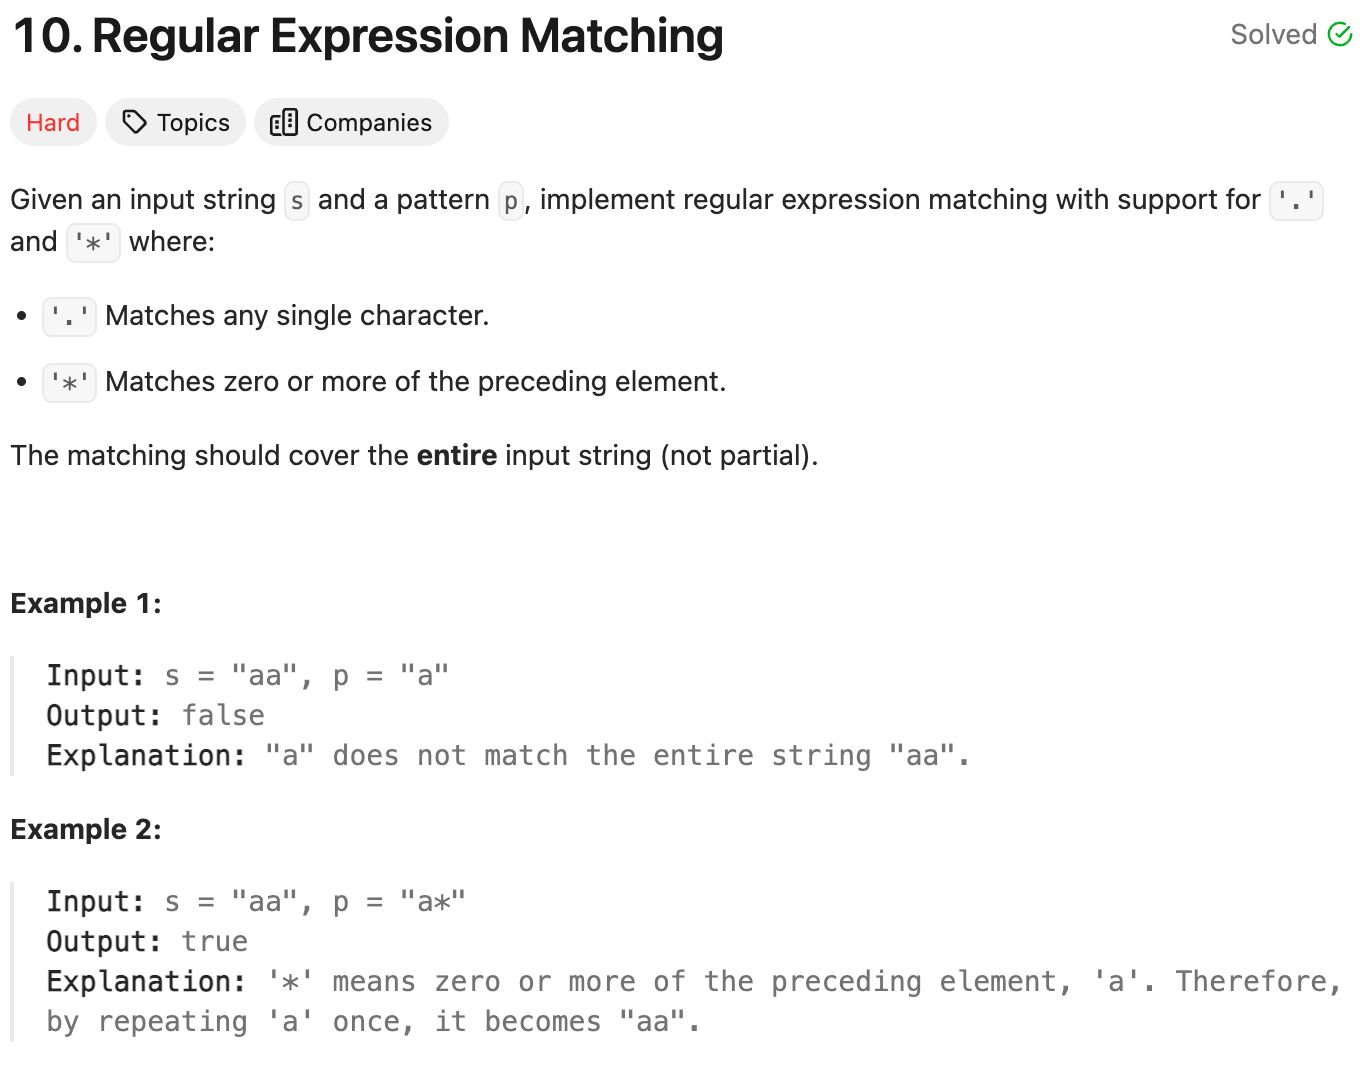 10. Regular Expression Matching
Solved
Hard
Topics
Companies
Given an input string s and a pattern p, implement regular expression matching with support for '.'
and '*' where:
• '.' Matches any single character.
• '*' Matches zero or more of the preceding element.
The matching should cover the entire input string (not partial).
Example 1:
Input: s = "aa", p = "a"
Output: false
Explanation: "a" does not match the entire string "aa".
Example 2:
Input: s = "aa", p = "a*"
Output: true
Explanation: '*' means zero or more of the preceding element, 'a'. Therefore,
by repeating 'a' once, it becomes "aa".